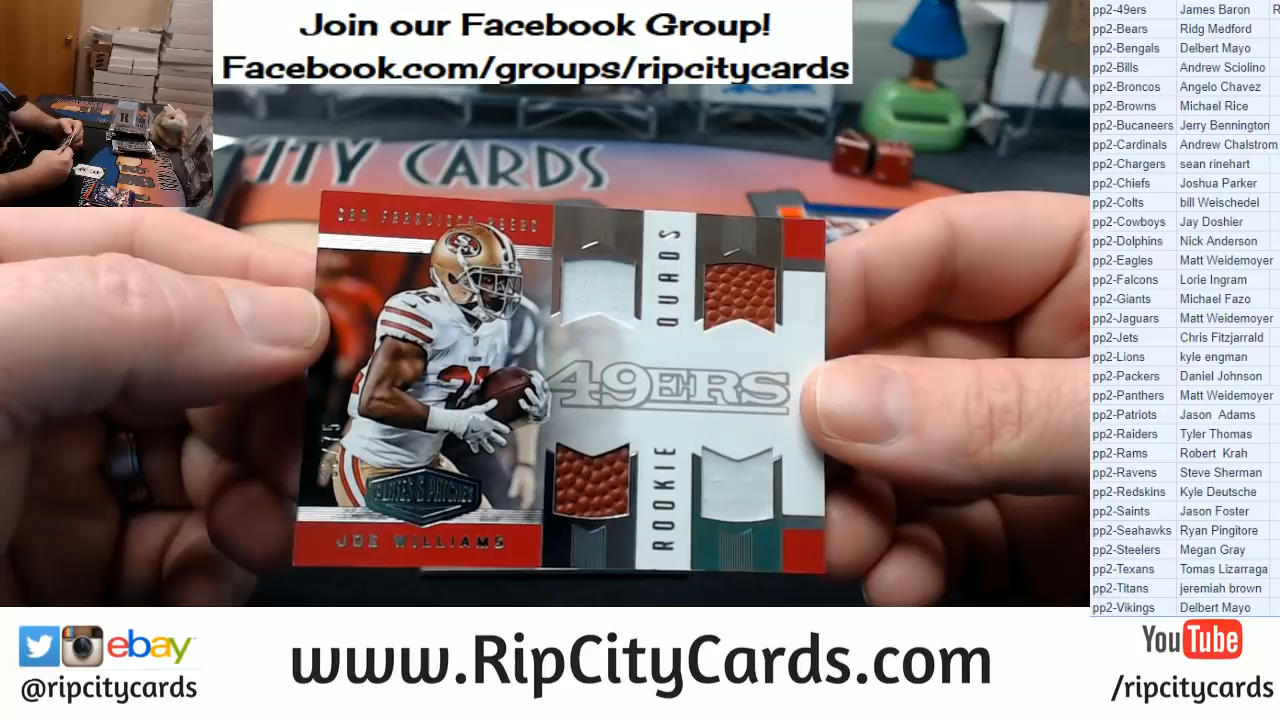 Join our Facebook Group!
Facebook.com/groups/ripcitycards
CITY CARDS
SAN FRANCISCO 49ERS
QUADS
49ERS
ROOKIE
PLATES & PATCHES
JOE WILLIAMS
pp2-49ers James Baron R
pp2-Bears Ridg Medford
pp2-Bengals Delbert Mayo
pp2-Bills Andrew Sciolino
pp2-Broncos Angelo Chavez
pp2-Browns Michael Rice
pp2-Bucaneers Jerry Bennington
pp2-Cardinals Andrew Chalstrom
pp2-Chargers sean rinehart
pp2-Chiefs Joshua Parker
pp2-Colts bill Weischedel
pp2-Cowboys Jay Doshier
pp2-Dolphins Nick Anderson
pp2-Eagles Matt Weidemoyer
pp2-Falcons Lorie Ingram
pp2-Giants Michael Fazo
pp2-Jaguars Matt Weidemoyer
pp2-Jets Chris Fitzjarrald
pp2-Lions kyle engman
pp2-Packers Daniel Johnson
pp2-Panthers Matt Weidemoyer
pp2-Patriots Jason Adams
pp2-Raiders Tyler Thomas
pp2-Rams Robert Krah
pp2-Ravens Steve Sherman
pp2-Redskins Kyle Deutsche
pp2-Saints Jason Foster
pp2-Seahawks Ryan Pingitore
pp2-Steelers Megan Gray
pp2-Texans Tomas Lizarraga
pp2-Titans jeremiah brown
pp2-Vikings Delbert Mayo
ebay
@ripcitycards
www.RipCityCards.com
YouTube
/ripcitycards